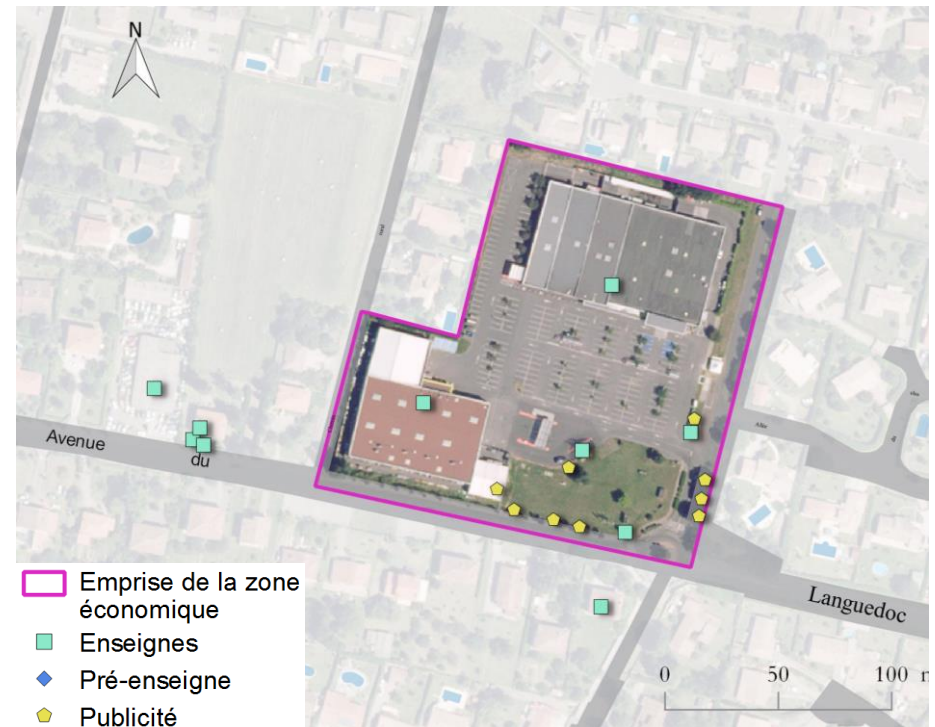 N
Avenue
du
Languedoc
Emprise de la zone
économique
Enseignes
Pré-enseigne
Publicité
0 50 100